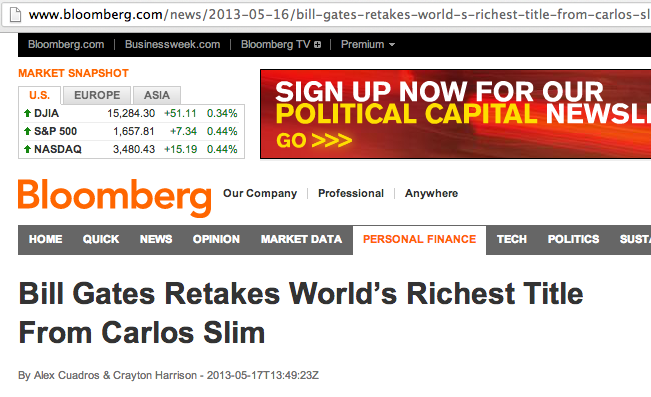 www.bloomberg.com/news/2013-05-16/bill-gates-retakes-world-s-richest-title-from-carlos-sl
Bloomberg.com Businessweek.com Bloomberg TV Premium
MARKET SNAPSHOT
U.S. EUROPE ASIA
DJIA 15,284.30 +51.11 0.34%
S&P 500 1,657.81 +7.34 0.44%
NASDAQ 3,480.43 +15.19 0.44%
SIGN UP NOW FOR OUR
POLITICAL CAPITAL NEWSL
GO >>>
Bloomberg Our Company Professional Anywhere
HOME QUICK NEWS OPINION MARKET DATA PERSONAL FINANCE TECH POLITICS SUSTA
Bill Gates Retakes World’s Richest Title
From Carlos Slim
By Alex Cuadros & Crayton Harrison - 2013-05-17T13:49:23Z